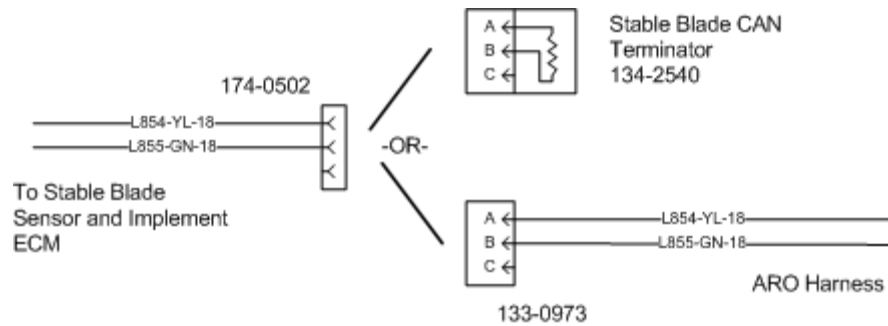 A
B
C
Stable Blade CAN
Terminator
134-2540
174-0502
L854-YL-18
L855-GN-18
-OR-
To Stable Blade
Sensor and Implement
ECM
A
B
C
L854-YL-18
L855-GN-18
ARO Harness
133-0973